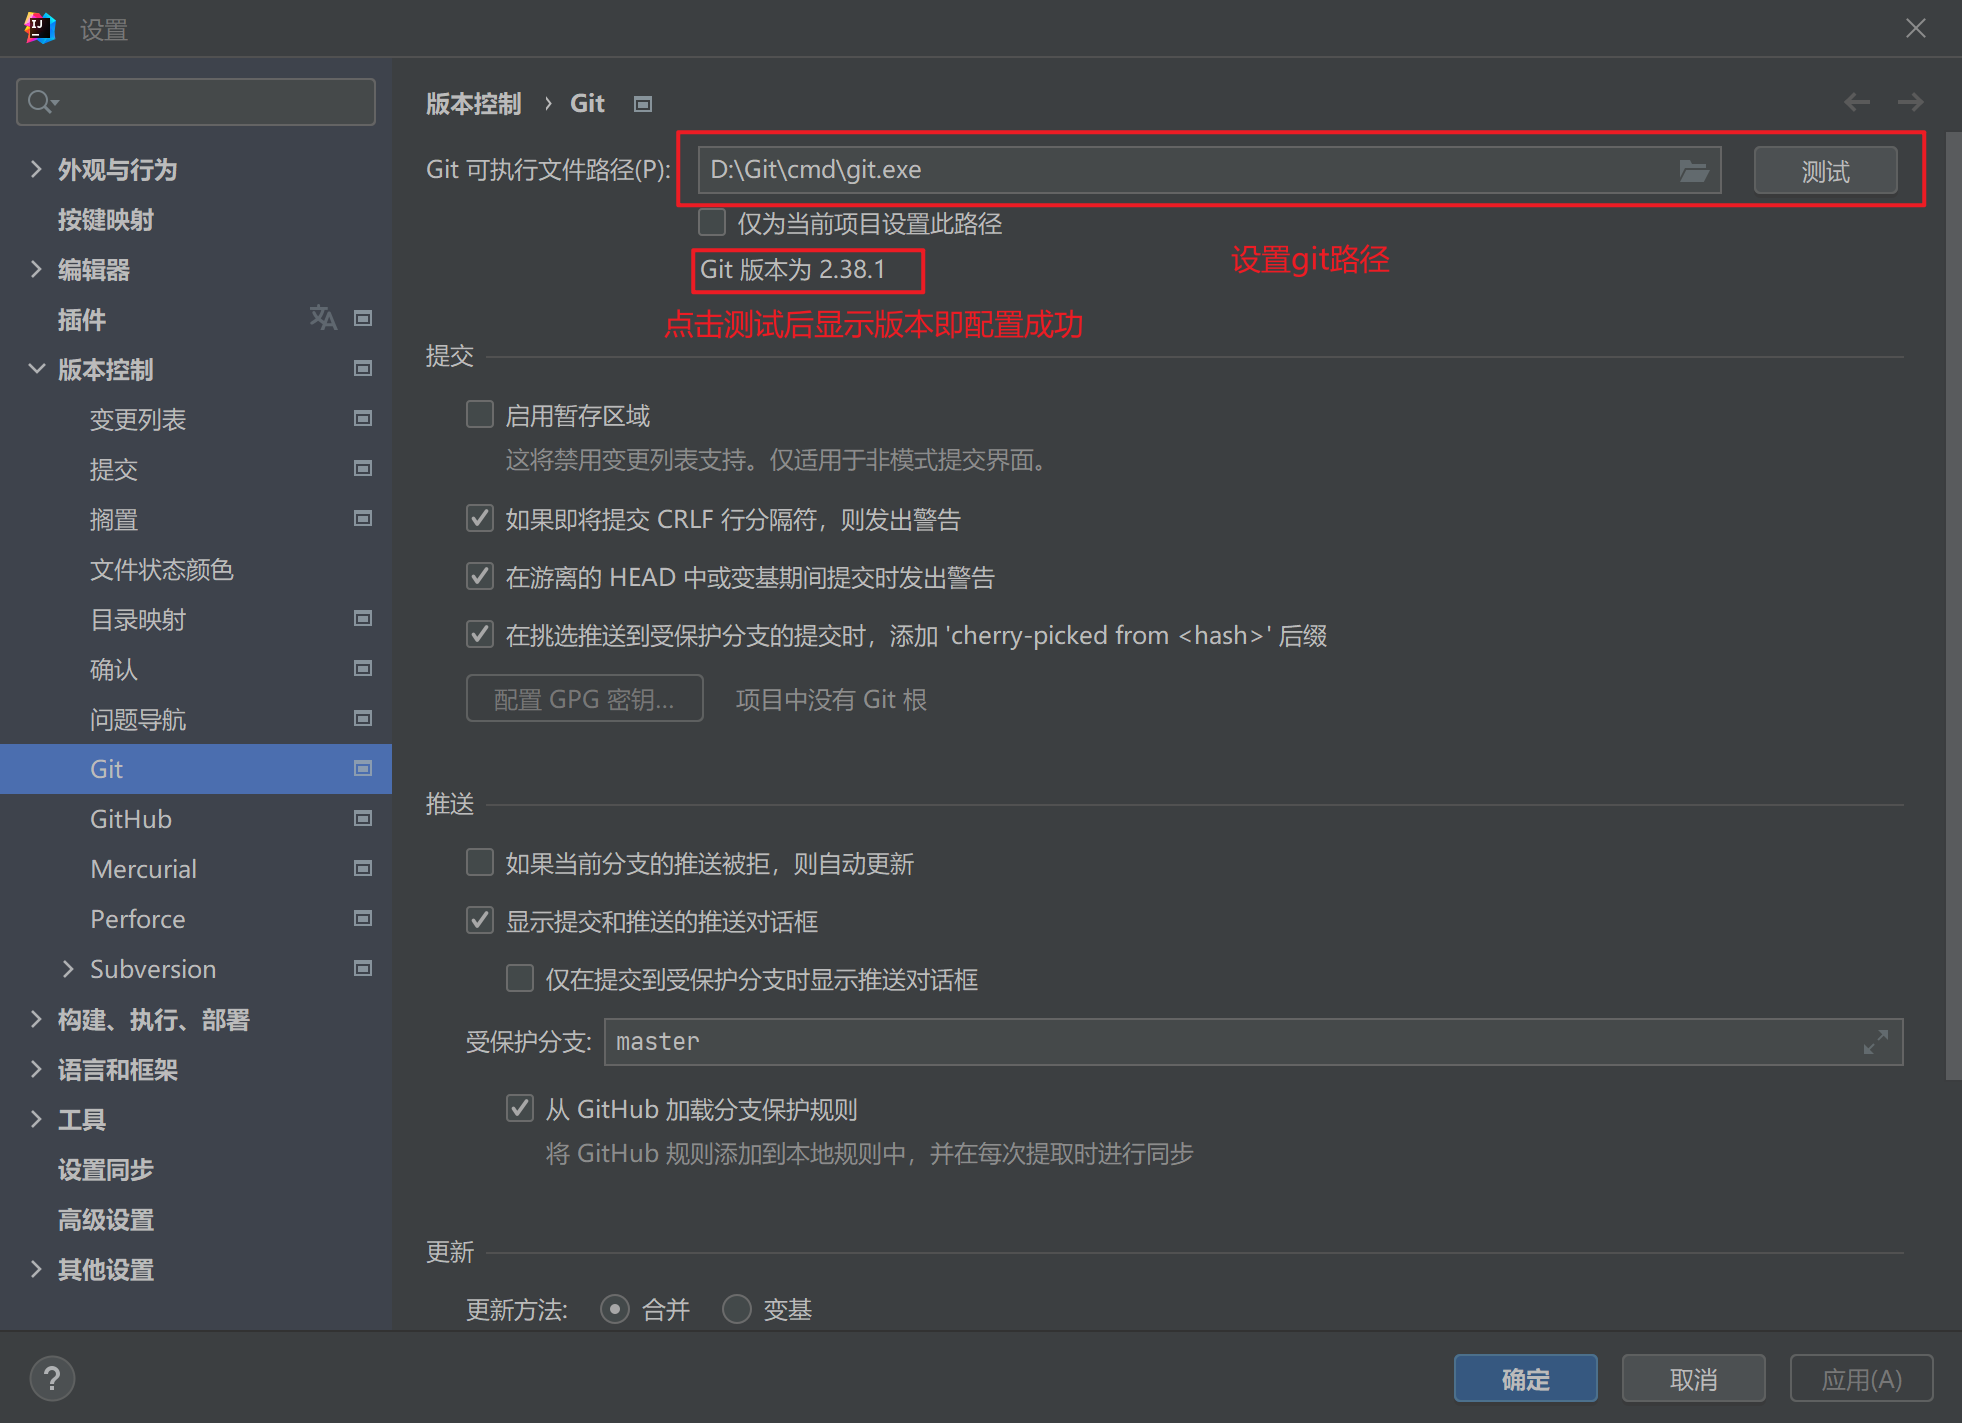 设置
外观与行为
按键映射
编辑器
插件
版本控制
变更列表
提交
搁置
文件状态颜色
目录映射
确认
问题导航
Git
GitHub
Mercurial
Perforce
Subversion
构建、执行、部署
语言和框架
工具
设置同步
高级设置
其他设置
版本控制 › Git
Git 可执行文件路径(P): D:\Git\cmd\git.exe 测试
仅为当前项目设置此路径
Git 版本为 2.38.1
设置git路径
点击测试后显示版本即配置成功
提交
启用暂存区域
这将禁用变更列表支持。仅适用于非模式提交界面。
如果即将提交 CRLF 行分隔符，则发出警告
在游离的 HEAD 中或变基期间提交时发出警告
在挑选推送到受保护分支的提交时，添加 'cherry-picked from <hash>' 后缀
配置 GPG 密钥... 项目中没有 Git 根
推送
如果当前分支的推送被拒，则自动更新
显示提交和推送的推送对话框
仅在提交到受保护分支时显示推送对话框
受保护分支: master
从 GitHub 加载分支保护规则
将 GitHub 规则添加到本地规则中，并在每次提取时进行同步
更新
更新方法: 合并 变基
? 确定 取消 应用(A)